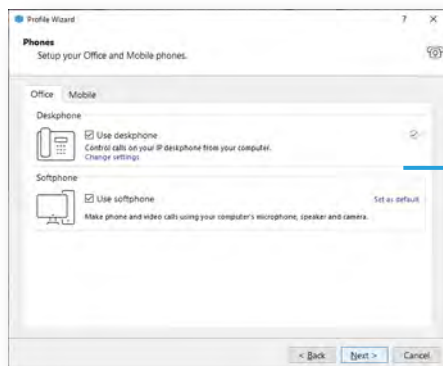 Profile Wizard
Phones
Setup your Office and Mobile phones.
Office Mobile
Deskphone
Use deskphone
Control calls on your IP deskphone from your computer.
Change settings
Softphone
Use softphone
Set as default
Make phone and video calls using your computer's microphone, speaker and camera.
< Back Next > Cancel